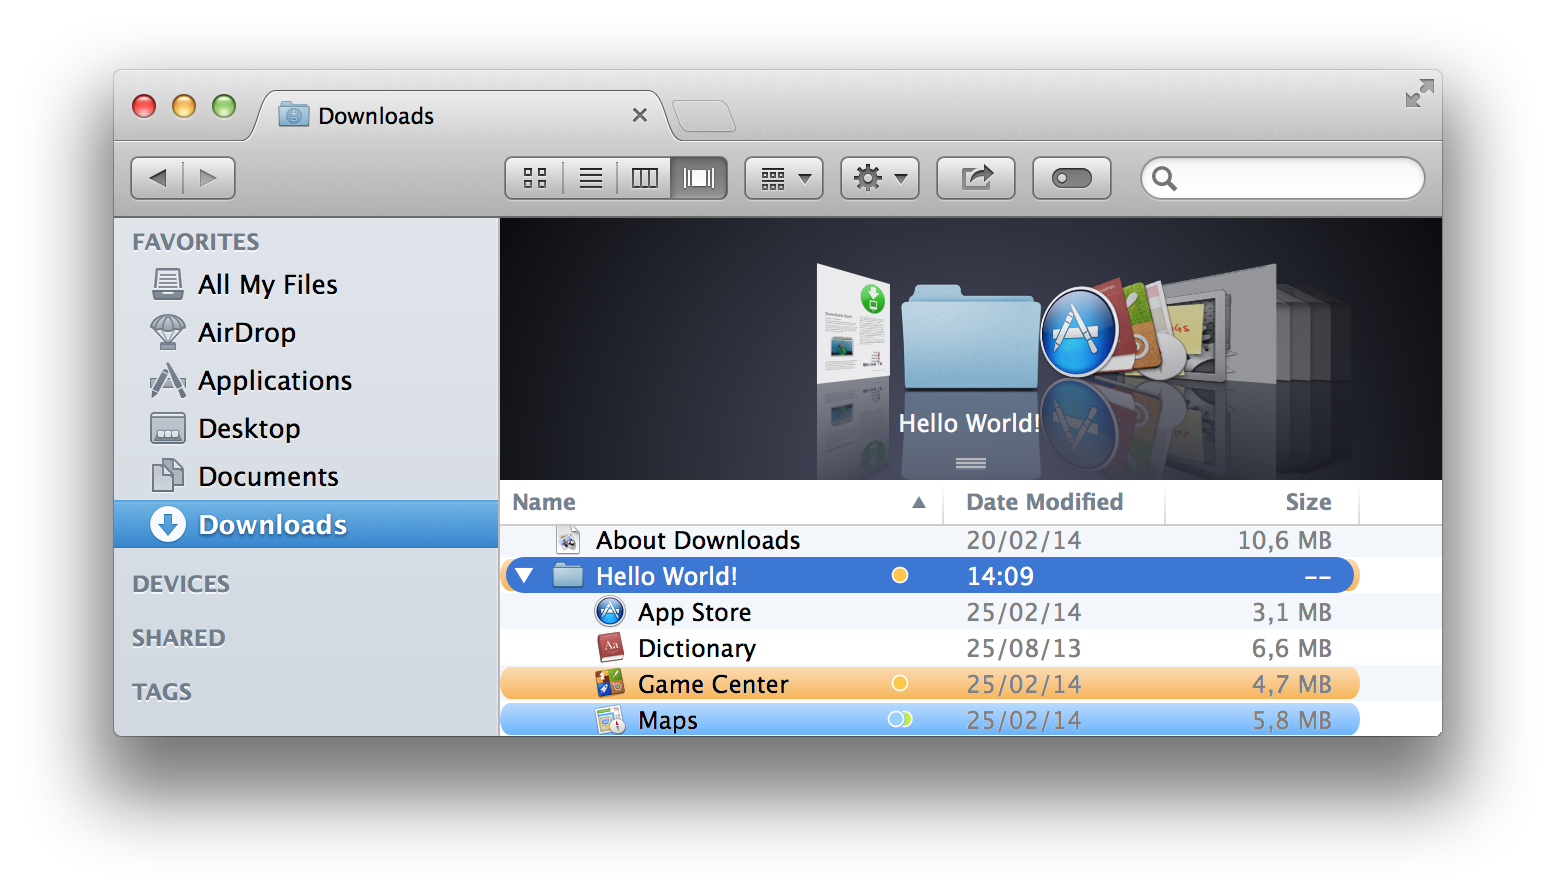 Downloads
FAVORITES
All My Files
AirDrop
Applications
Desktop
Documents
Downloads
DEVICES
SHARED
TAGS
Hello World!
Name Date Modified Size
About Downloads 20/02/14 10,6 MB
Hello World! 14:09 --
App Store 25/02/14 3,1 MB
Aa Dictionary 25/08/13 6,6 MB
Game Center 25/02/14 4,7 MB
Maps 25/02/14 5,8 MB